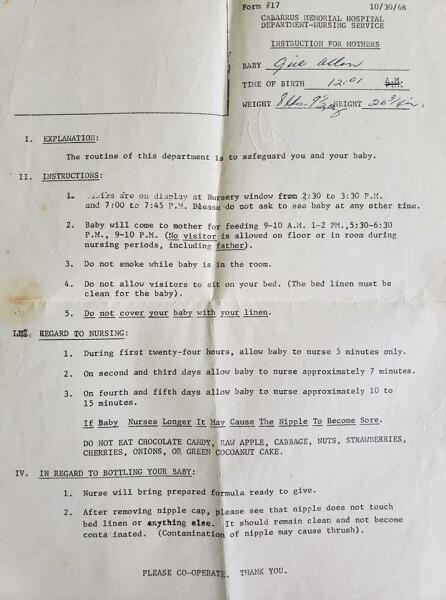 Form #17 10/30/68
CABARRUS MEMORIAL HOSPITAL
DEPARTMENT-NURSING SERVICE
INSTRUCTION FOR MOTHERS
BABY Girl Allon
TIME OF BIRTH 12:01
WEIGHT 8 lbs. 9½ HEIGHT 20¾ in
I. EXPLANATION:
The routine of this department is to safeguard you and your baby.
II. INSTRUCTIONS:
1. are on display at Nursery window from 2:30 to 3:30 P.M.
and 7:00 to 7:45 P.M. Please do not ask to see baby at any other time.
2. Baby will come to mother for feeding 9-10 A.M. 1-2 PM.,5:30-6:30
P.M., 9-10 P.M. (No visitor is allowed on floor or in room during
nursing periods, including father).
3. Do not smoke while baby is in the room.
4. Do not allow visitors to sit on your bed. (The bed linen must be
clean for the baby).
5. Do not cover your baby with your linen.
REGARD TO NURSING:
1. During first twenty-four hours, allow baby to nurse 5 minutes only.
2. On second and third days allow baby to nurse approximately 7 minutes.
3. On fourth and fifth days allow baby to nurse approximately 10 to
15 minutes.
If Baby Nurses Longer It May Cause The Nipple To Become Sore.
DO NOT EAT CHOCOLATE CANDY, RAW APPLE, CABBAGE, NUTS, STRAWBERRIES,
CHERRIES, ONIONS, OR GREEN COCOANUT CAKE.
IV. IN REGARD TO BOTTLING YOUR BABY:
1. Nurse will bring prepared formula ready to give.
2. After removing nipple cap, please see that nipple does not touch
bed linen or anything else. It should remain clean and not become
conta inated. (Contamination of nipple may cause thrush).
PLEASE CO-OPERATE. THANK YOU.